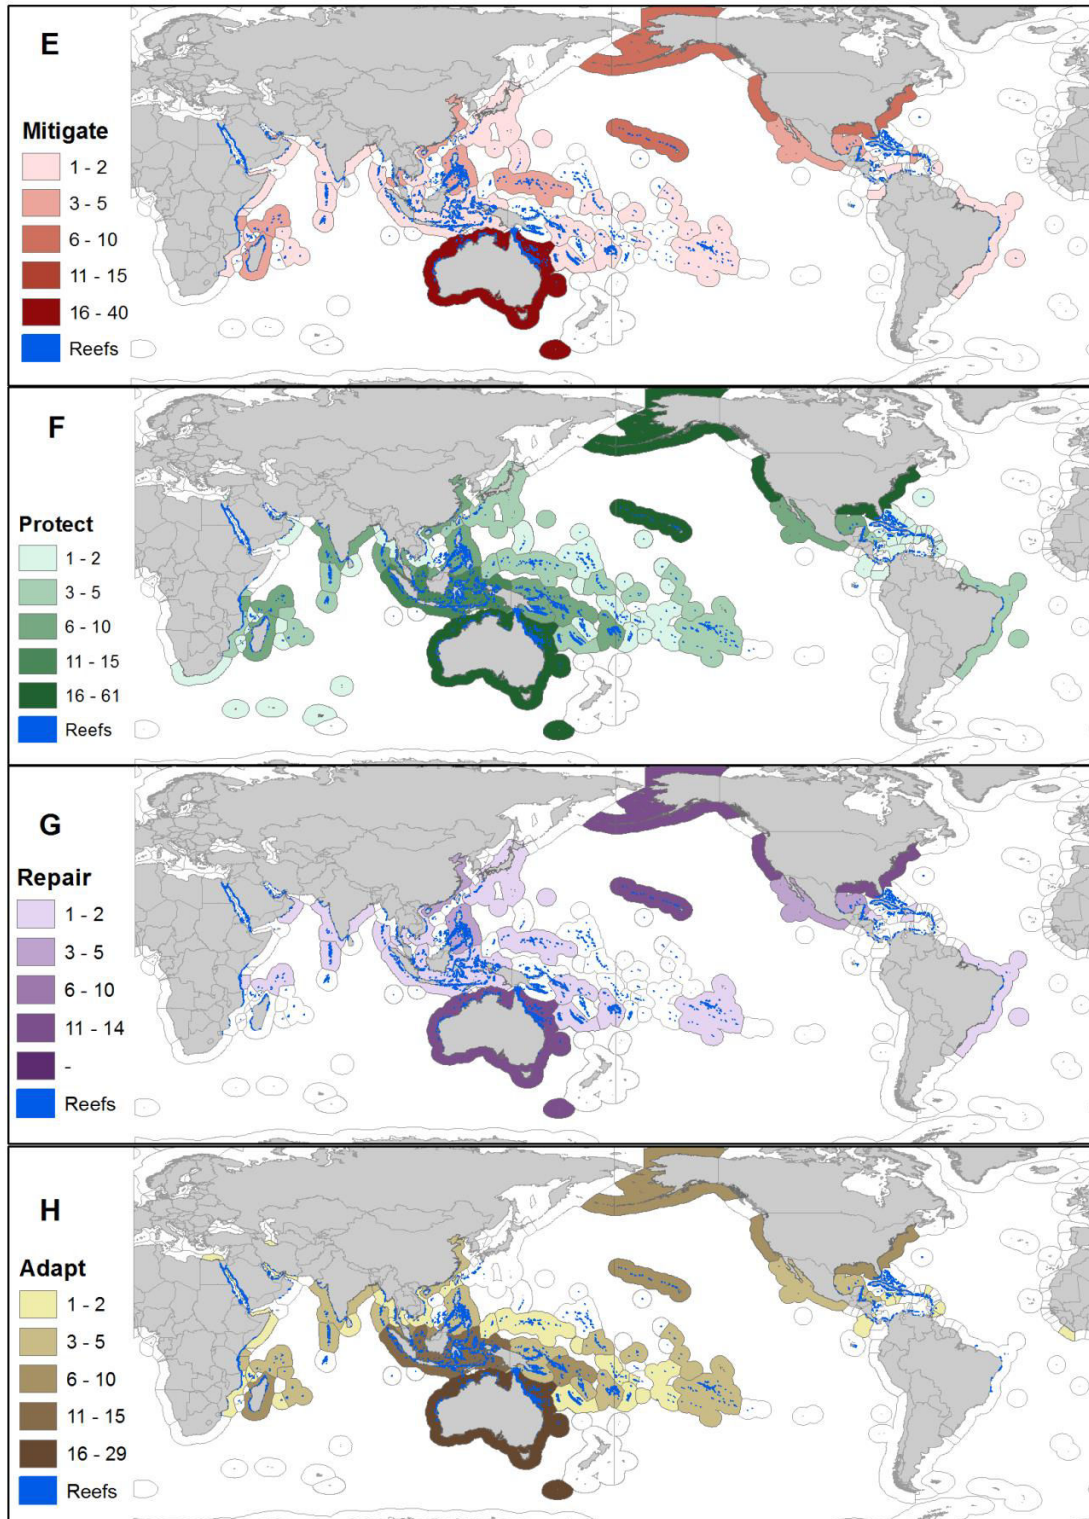 E
Mitigate
1 - 2
3 - 5
6 - 10
11 - 15
16 - 40
Reefs
F
Protect
1 - 2
3 - 5
6 - 10
11 - 15
16 - 61
Reefs
G
Repair
1 - 2
3 - 5
6 - 10
11 - 14
-
Reefs
H
Adapt
1 - 2
3 - 5
6 - 10
11 - 15
16 - 29
Reefs